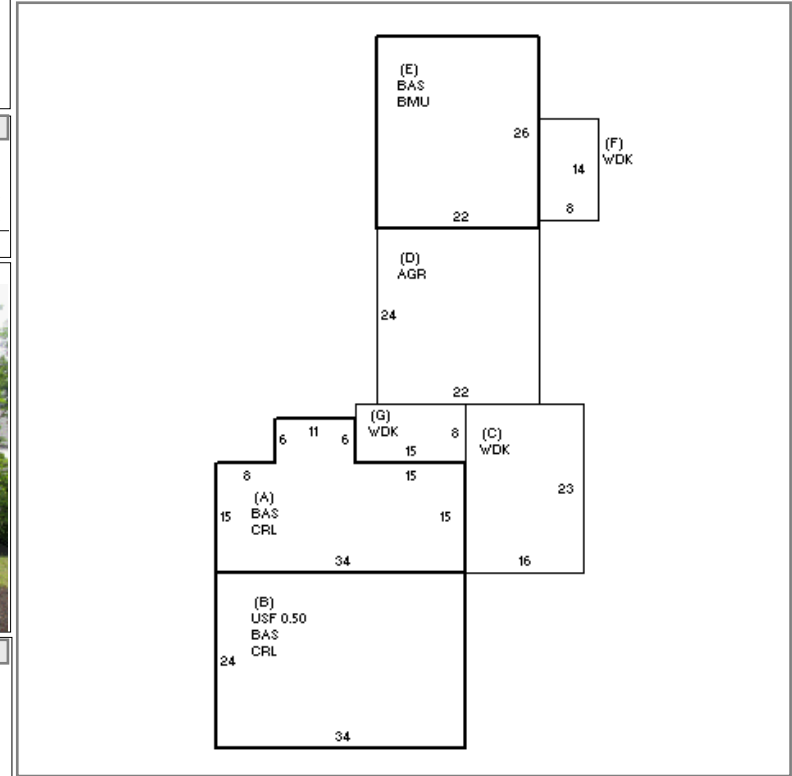 (E)
BAS
BMU
26
22
(F)
WDK
14
8
(D)
AGR
24
22
(G)
WDK
8
15
(C)
WDK
23
16
6
11
6
8
15
(A)
BAS
CRL
15
15
34
(B)
USF 0.50
BAS
CRL
24
34